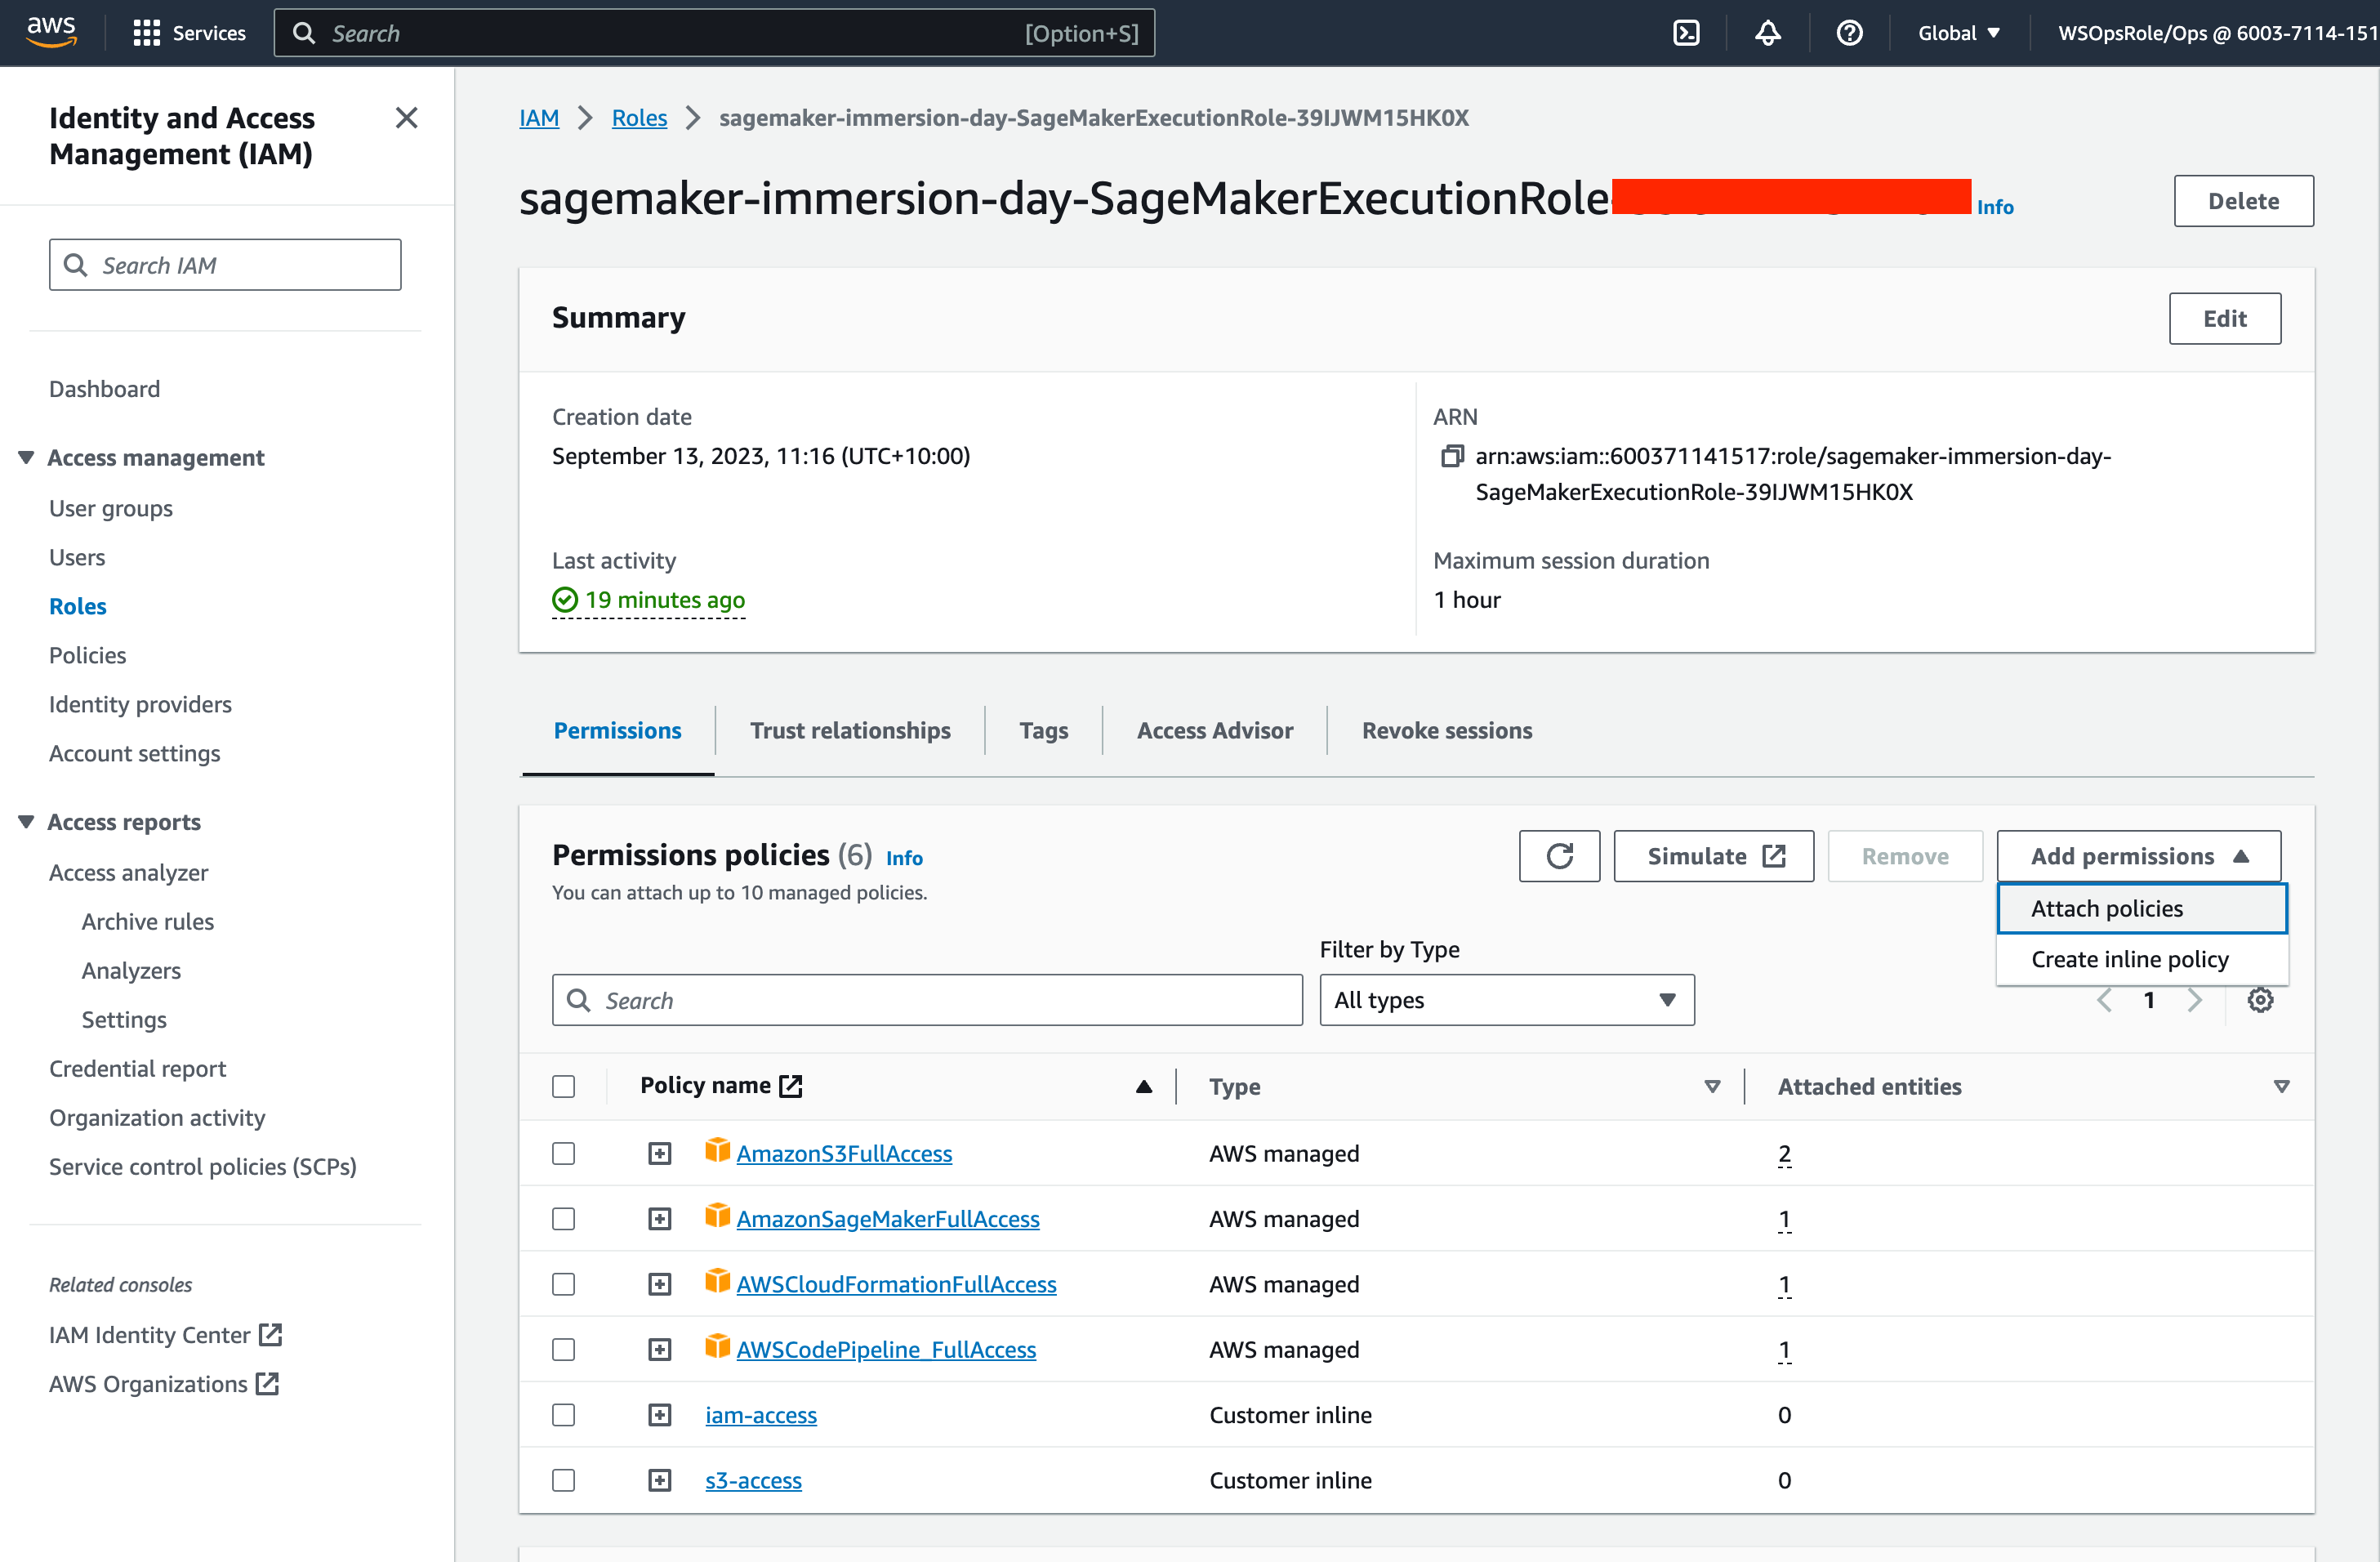 aws
Services
Search
[Option+S]
Global
WSOpsRole/Ops @ 6003-7114-151
Identity and Access
Management (IAM)
Search IAM
Dashboard
Access management
User groups
Users
Roles
Policies
Identity providers
Account settings
Access reports
Access analyzer
Archive rules
Analyzers
Settings
Credential report
Organization activity
Service control policies (SCPs)
Related consoles
IAM Identity Center
AWS Organizations
IAM
Roles
sagemaker-immersion-day-SageMakerExecutionRole-39IJWM15HK0X
sagemaker-immersion-day-SageMakerExecutionRole
Info
Delete
Summary
Edit
Creation date
September 13, 2023, 11:16 (UTC+10:00)
ARN
arn:aws:iam::600371141517:role/sagemaker-immersion-day-
SageMakerExecutionRole-39IJWM15HK0X
Last activity
19 minutes ago
Maximum session duration
1 hour
Permissions
Trust relationships
Tags
Access Advisor
Revoke sessions
Permissions policies (6) Info
You can attach up to 10 managed policies.
Simulate
Remove
Add permissions
Attach policies
Create inline policy
Filter by Type
Search
All types
1
Policy name
Type
Attached entities
AmazonS3FullAccess
AWS managed
2
AmazonSageMakerFullAccess
AWS managed
1
AWSCloudFormationFullAccess
AWS managed
1
AWSCodePipeline_FullAccess
AWS managed
1
iam-access
Customer inline
0
s3-access
Customer inline
0